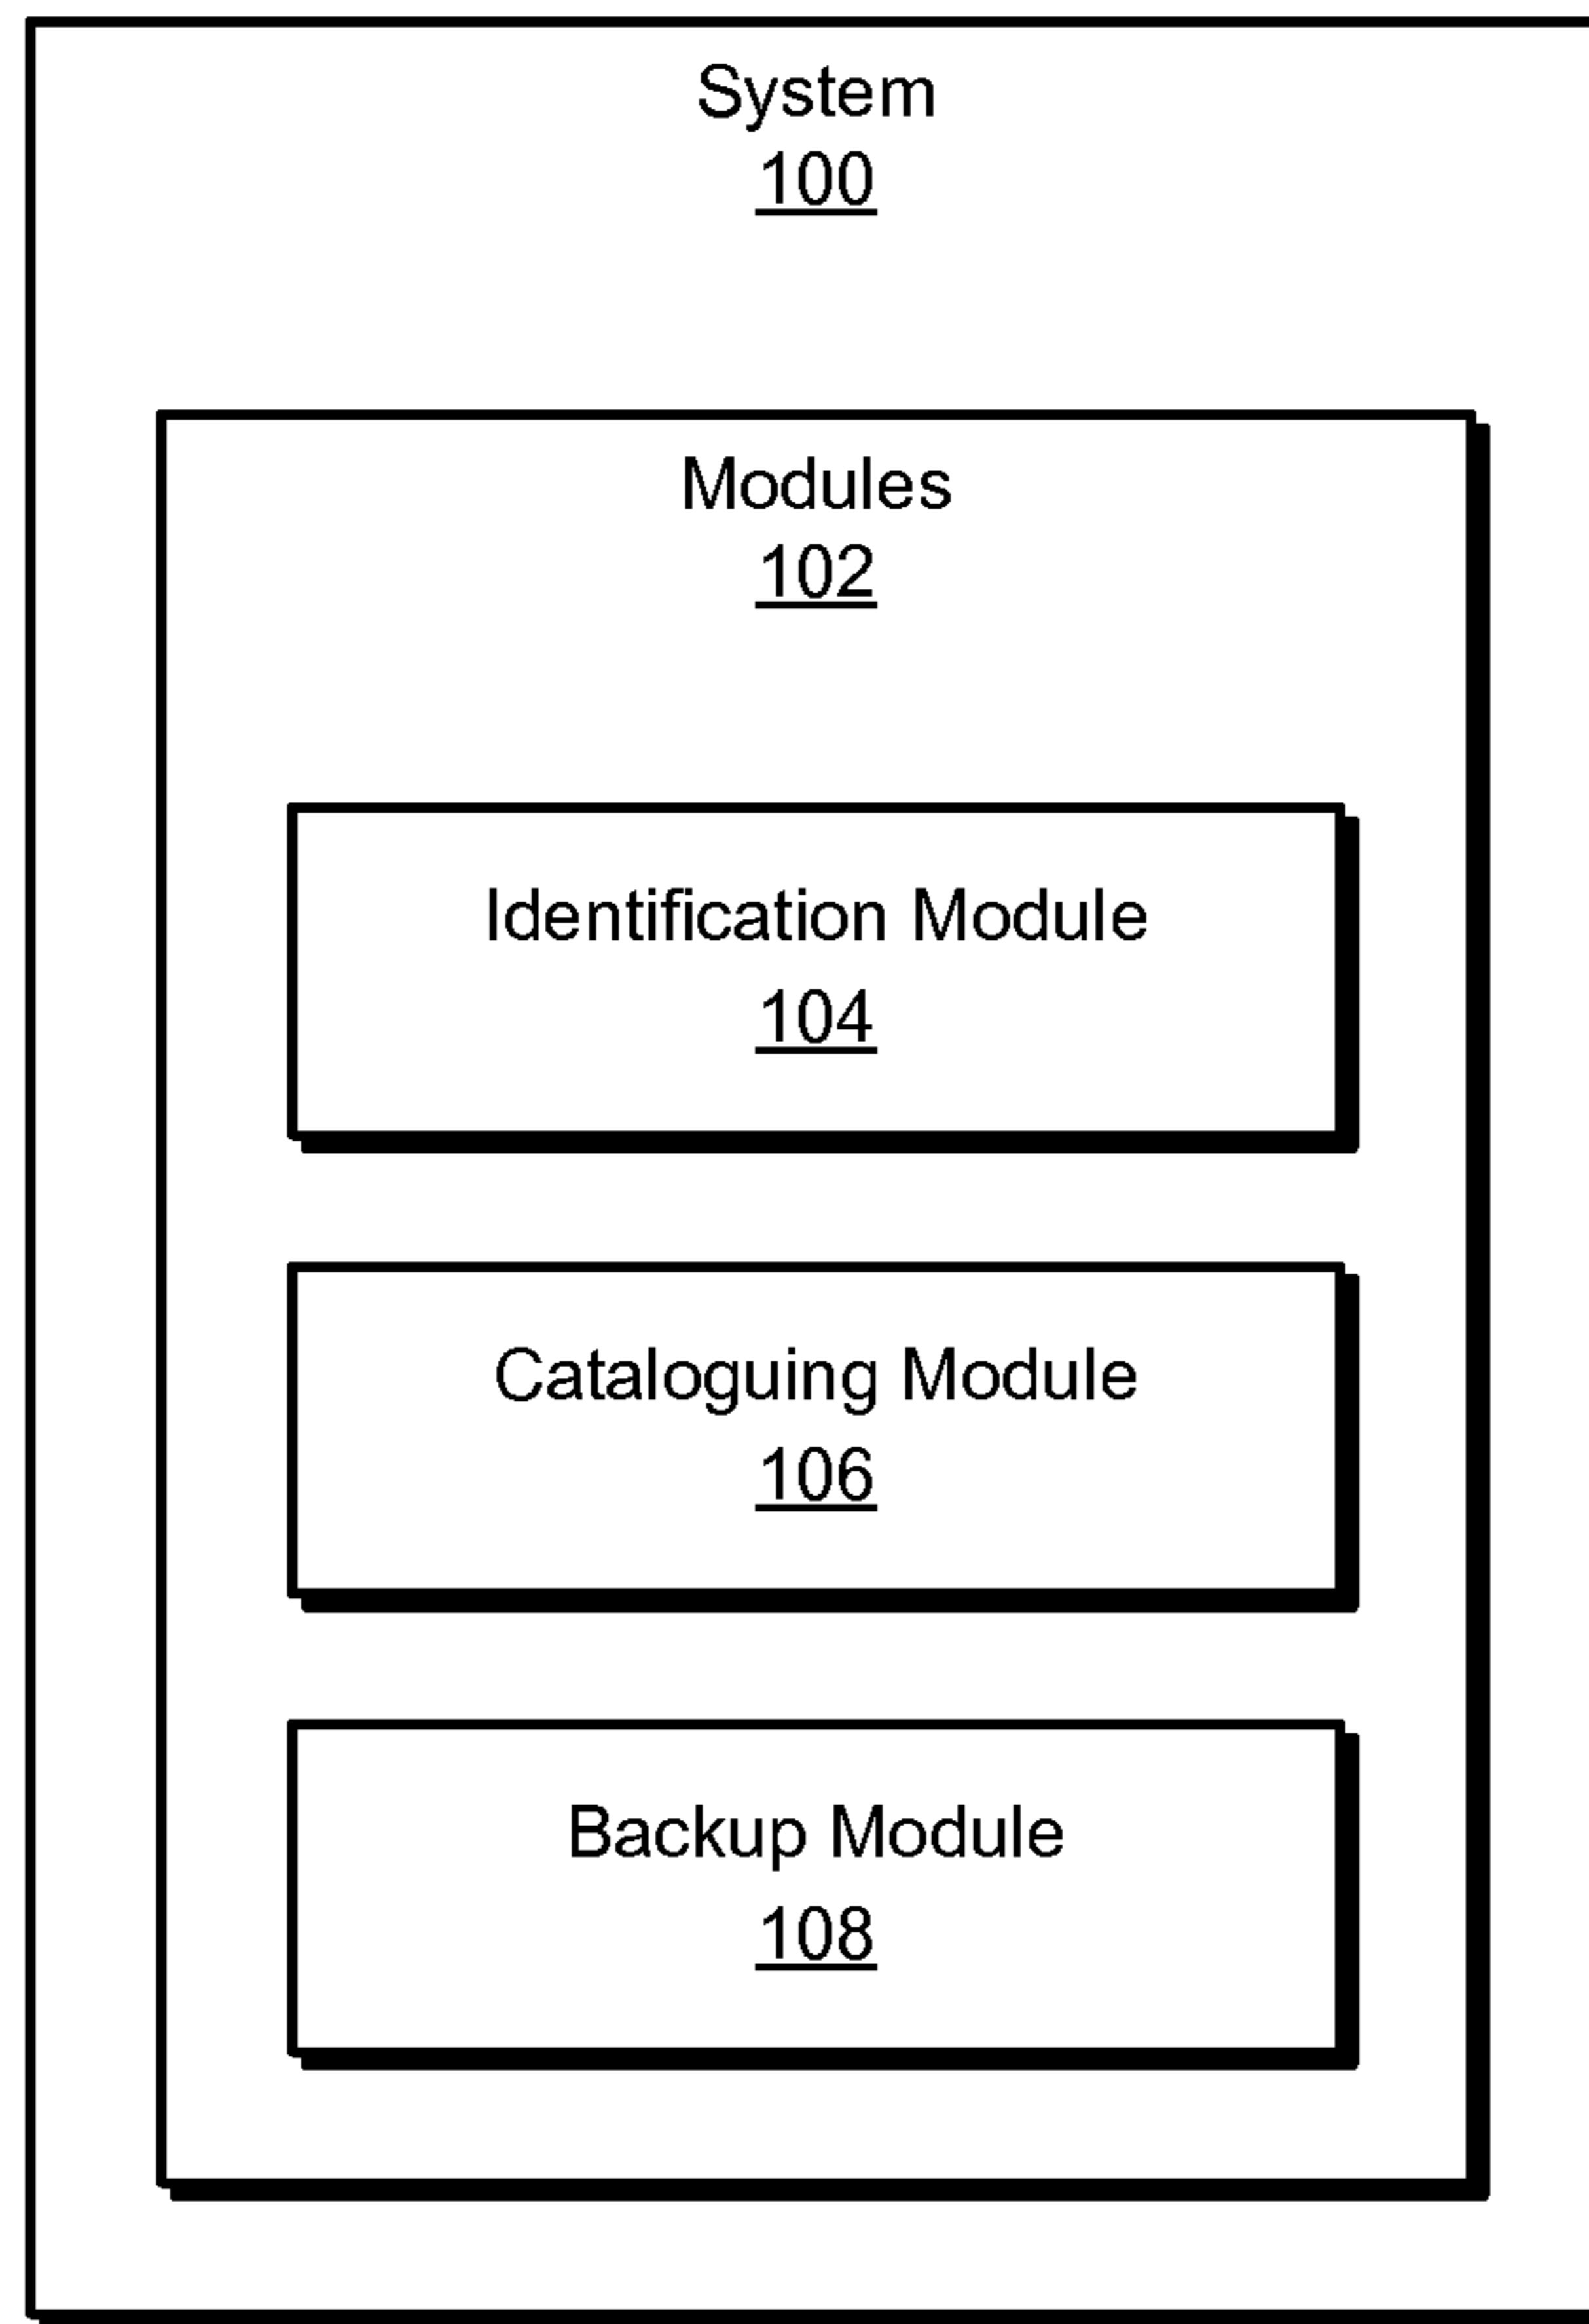 System
100
Modules
102
Identification Module
104
Cataloguing Module
106
Backup Module
108